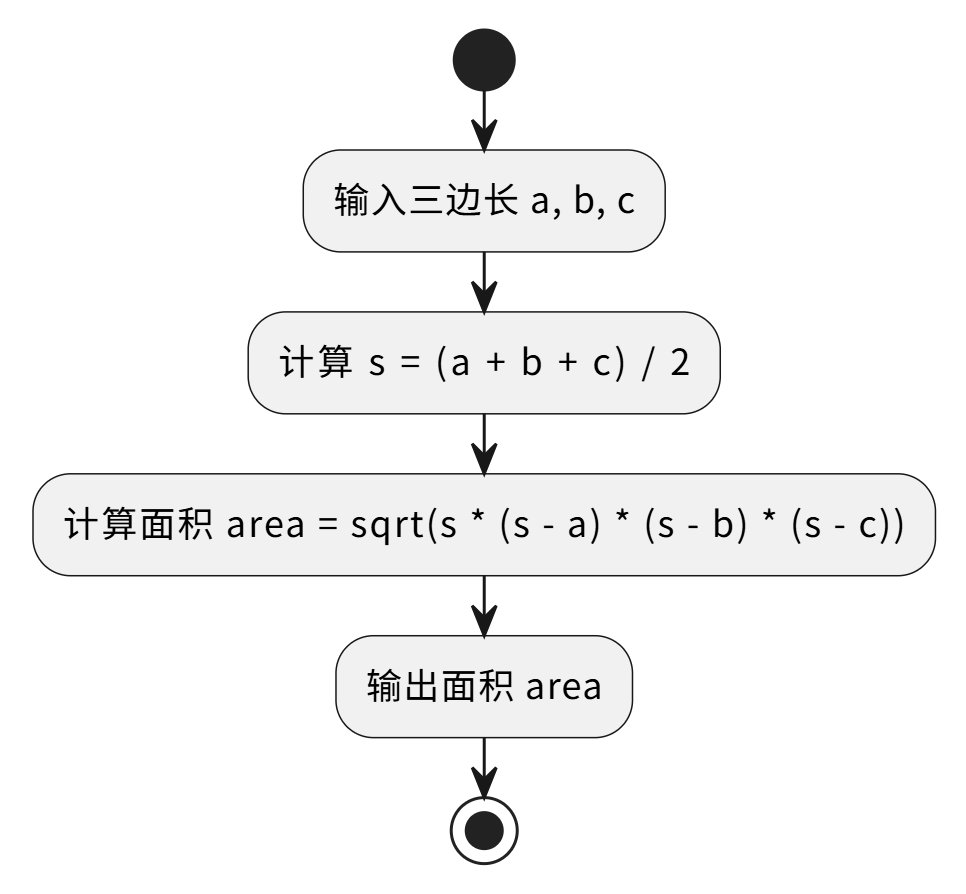 输入三边长 a, b, c
计算 s = (a + b + c) / 2
计算面积 area = sqrt(s * (s - a) * (s - b) * (s - c))
输出面积 area